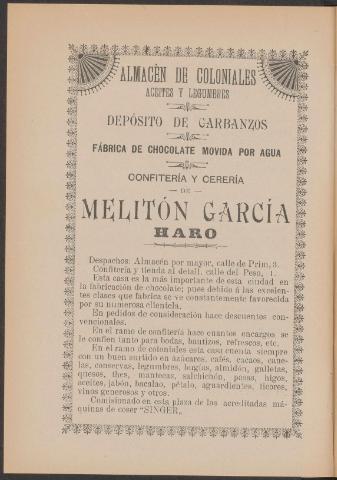 ALMACÉN DE COLONIALES
ACEITES Y LEGUMBRES
DEPÓSITO DE GARBANZOS
FÁBRICA DE CHOCOLATE MOVIDA POR AGUA
CONFITERÍA Y CERERÍA
— DE —
MELITÓN GARCÍA
HARO
Despachos: Almacén por mayor, calle de Prim, 3.
Confitería y tienda al detall, calle del Peso, 1.
Esta casa es la más importante de esta ciudad en
la fabricación de chocolate; pues debido á las excelen-
tes clases que fabrica se ve constantemente favorecida
por su numerosa clientela.
En pedidos de consideración hace descuentos con-
vencionales.
En el ramo de confitería hace cuantos encargos se
le confien tanto para bodas, bautizos, refrescos, etc.
En el ramo de coloniales esta casa cuenta siempre
con un buen surtido en azúcares, cafés, cacaos, cane-
las, conservas, legumbres, bugías, almidón, galletas,
quesos, thes, mantecas, salchichón, pasas, higos,
aceites, jabón, bacalao, pétalo, aguardientes, licores,
vinos generosos y otros.
Comisionado en esta plaza de las acreditadas má-
quinas de coser "SINGER„